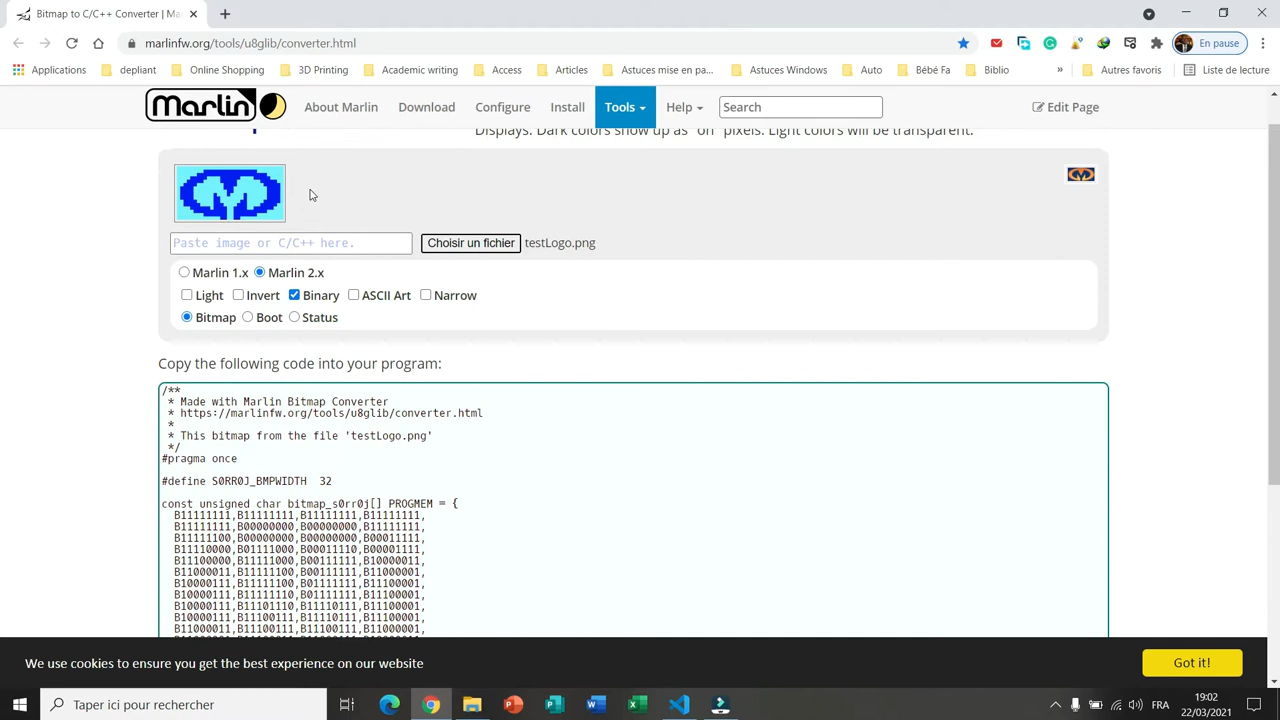 Bitmap to C/C++ Converter | Mar
marlinfw.org/tools/u8glib/converter.html
En pause
Applications depliant Online Shopping 3D Printing Academic writing Access Articles Astuces mise en pa... Astuces Windows Auto Bébé Fa Biblio » Autres favoris Liste de lecture
Marlin About Marlin Download Configure Install Tools Help Search Edit Page
Displays. Dark colors show up as "on" pixels. Light colors will be transparent.
Paste image or C/C++ here. Choisir un fichier testLogo.png
Marlin 1.x Marlin 2.x
Light Invert Binary ASCII Art Narrow
Bitmap Boot Status
Copy the following code into your program:
/**
* Made with Marlin Bitmap Converter
* https://marlinfw.org/tools/u8glib/converter.html
*
* This bitmap from the file 'testLogo.png'
*/
#pragma once
#define S0RR0J_BMPWIDTH 32
const unsigned char bitmap_s0rr0j[] PROGMEM = {
B11111111,B11111111,B11111111,B11111111,
B11111111,B00000000,B00000000,B11111111,
B11111100,B00000000,B00000000,B00011111,
B11110000,B01111000,B00011110,B00001111,
B11100000,B11111000,B00111111,B10000011,
B11000011,B11111100,B00111111,B11000001,
B10000011,B11111100,B01111111,B11100001,
B10000111,B11111110,B01111111,B11100001,
B10000111,B11101110,B11110111,B11100001,
B10000111,B11100111,B11110111,B11100001,
B11000011,B11100111,B11100111,B11000001,
We use cookies to ensure you get the best experience on our website Got it!
Taper ici pour rechercher
FRA
19:02
22/03/2021